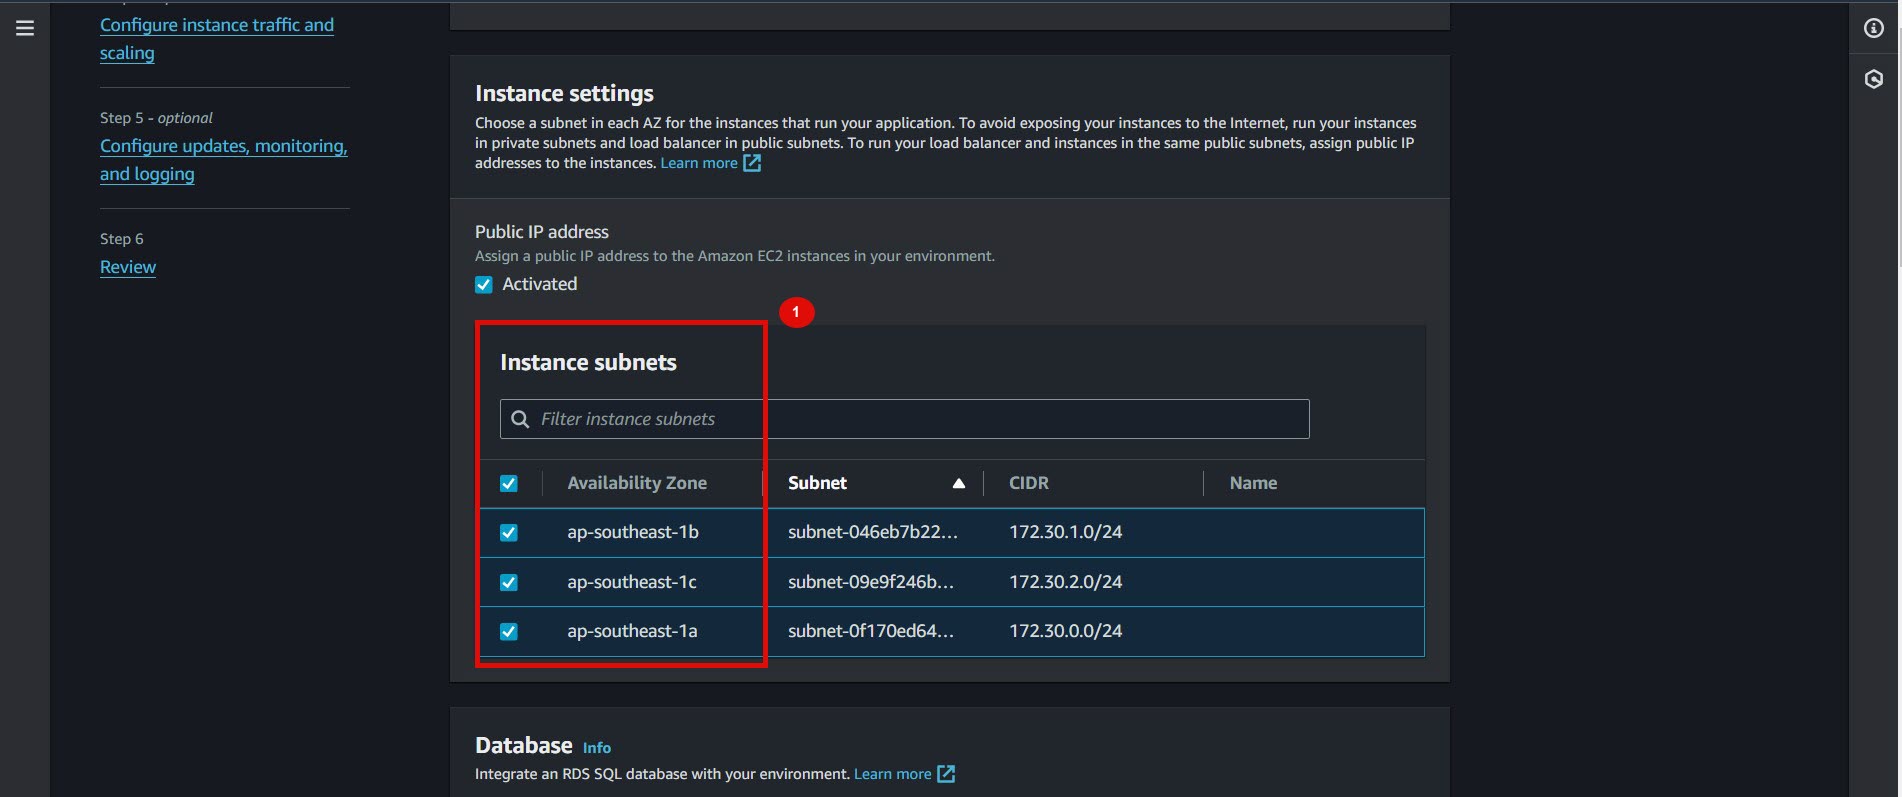 Configure instance traffic and
scaling
Step 5 - optional
Configure updates, monitoring,
and logging
Step 6
Review
Instance settings
Choose a subnet in each AZ for the instances that run your application. To avoid exposing your instances to the Internet, run your instances
in private subnets and load balancer in public subnets. To run your load balancer and instances in the same public subnets, assign public IP
addresses to the instances. Learn more
Public IP address
Assign a public IP address to the Amazon EC2 instances in your environment.
Activated
1
Instance subnets
Filter instance subnets
Availability Zone Subnet CIDR Name
ap-southeast-1b subnet-046eb7b22... 172.30.1.0/24
ap-southeast-1c subnet-09e9f246b... 172.30.2.0/24
ap-southeast-1a subnet-0f170ed64... 172.30.0.0/24
Database Info
Integrate an RDS SQL database with your environment. Learn more